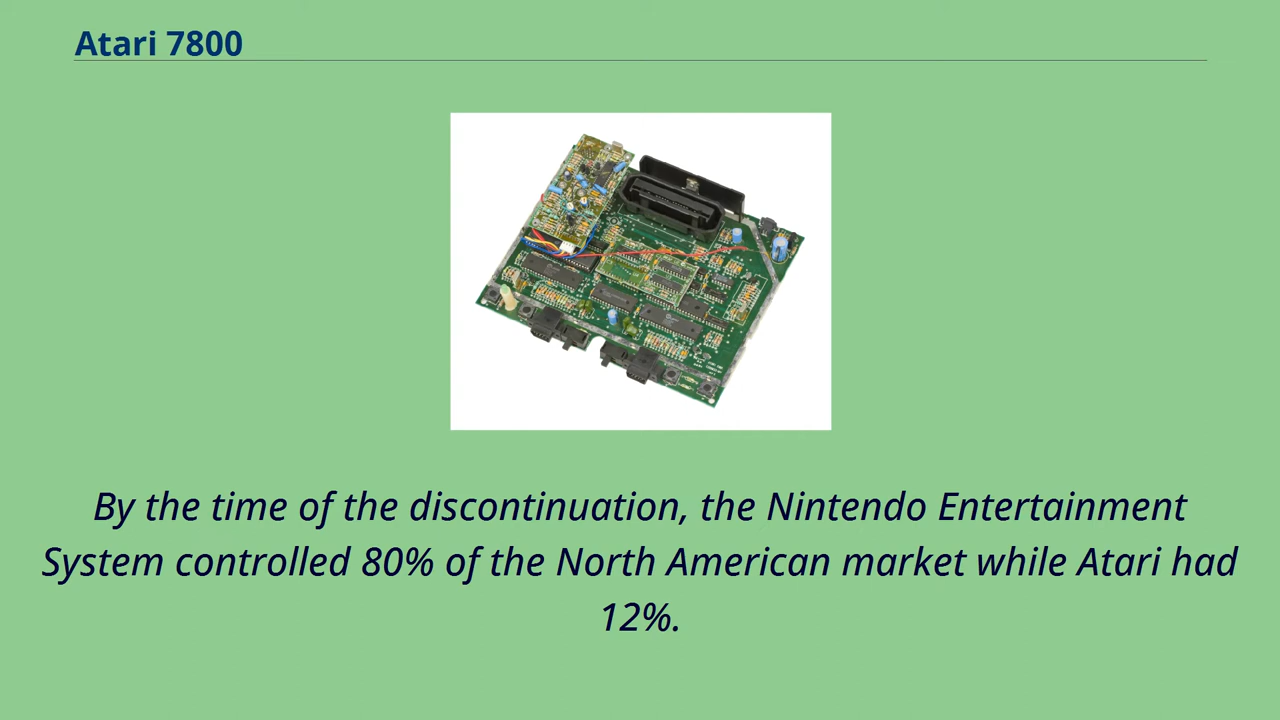 Atari 7800
By the time of the discontinuation, the Nintendo Entertainment
System controlled 80% of the North American market while Atari had
12%.